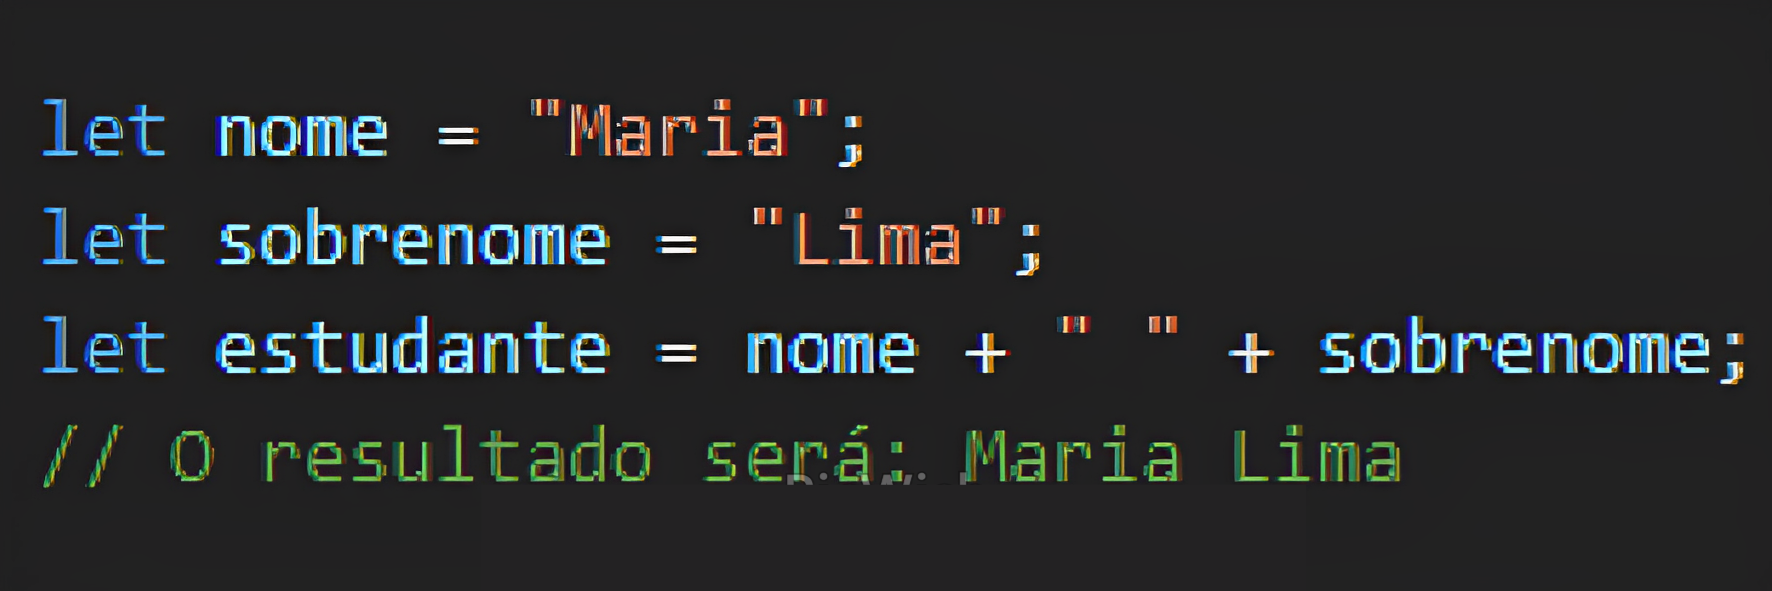 let nome = "Maria";
let sobrenome = "Lima";
let estudante = nome + " " + sobrenome;
// O resultado será: Maria Lima